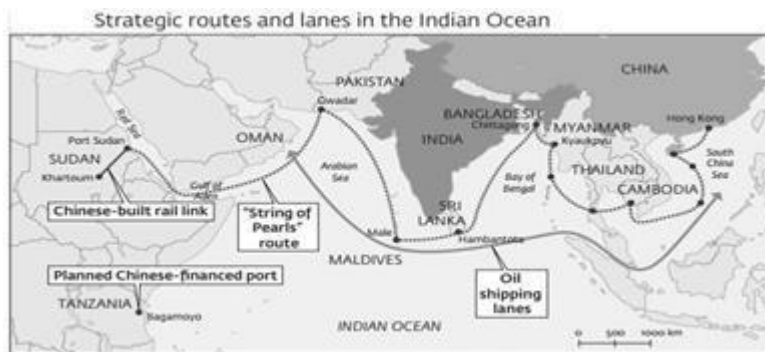 Strategic routes and lanes in the Indian Ocean
CHINA
PAKISTAN
Gwadar
BANGLADESH
Chittagong
MYANMAR
Kyaukpyu
Hong Kong
Red Sea
Port Sudan
OMAN
INDIA
SUDAN
Khartoum
Arabian
Sea
THAILAND
South
China
Sea
Gulf of
Aden
Bay of
Bengal
CAMBODIA
Chinese-built rail link
"String of
Pearls"
route
SRI
LANKA
Male
Hambantota
MALDIVES
Planned Chinese-financed port
Oil
shipping
lanes
TANZANIA
Bagamoyo
INDIAN OCEAN
0 500 1000 km